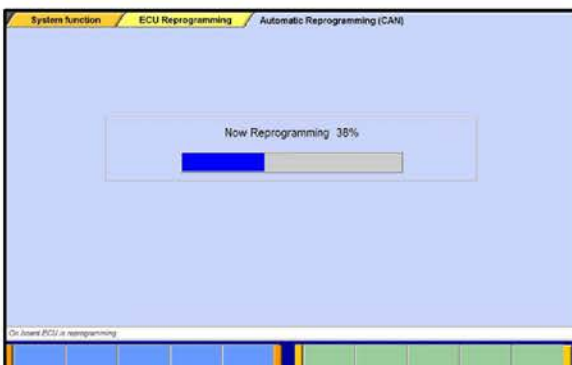 System function ECU Reprogramming Automatic Reprogramming (CAN)
Now Reprogramming 38%
On board ECU is reprogramming